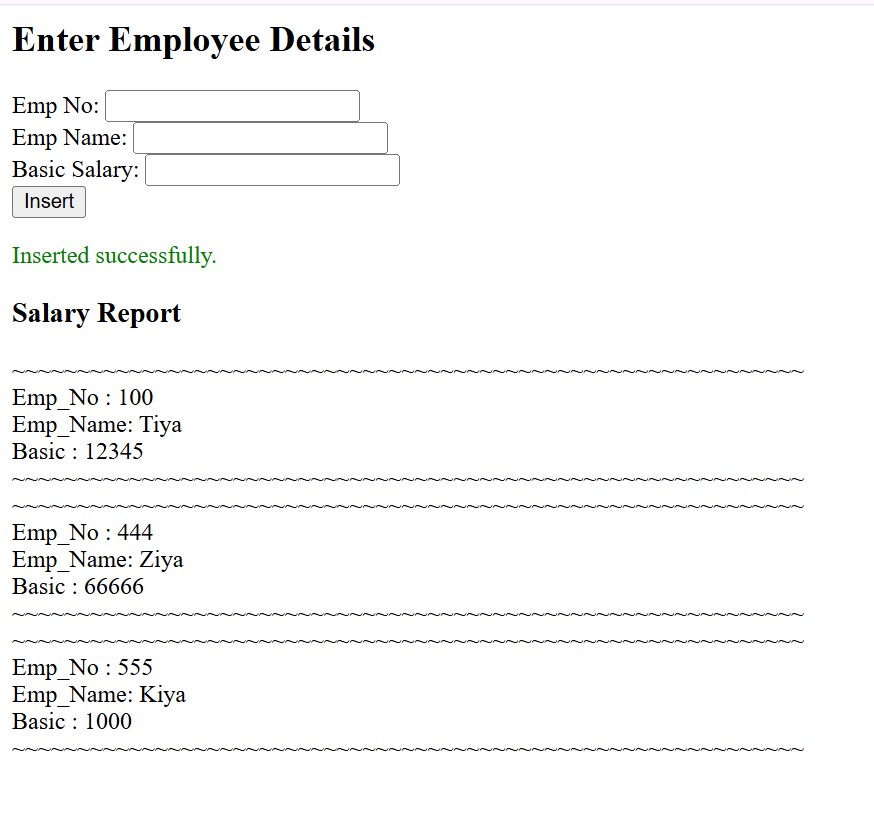 Enter Employee Details
Emp No:
Emp Name:
Basic Salary:
Insert
Inserted successfully.
Salary Report
~~~~~~~~~~~~~~~~~~~~~~~~~~~~~~~~~~~~~~~~~~~~~~~~~~~~~~~~~~~~~
Emp_No : 100
Emp_Name: Tiya
Basic : 12345
~~~~~~~~~~~~~~~~~~~~~~~~~~~~~~~~~~~~~~~~~~~~~~~~~~~~~~~~~~~~~
~~~~~~~~~~~~~~~~~~~~~~~~~~~~~~~~~~~~~~~~~~~~~~~~~~~~~~~~~~~~~
Emp_No : 444
Emp_Name: Ziya
Basic : 66666
~~~~~~~~~~~~~~~~~~~~~~~~~~~~~~~~~~~~~~~~~~~~~~~~~~~~~~~~~~~~~
~~~~~~~~~~~~~~~~~~~~~~~~~~~~~~~~~~~~~~~~~~~~~~~~~~~~~~~~~~~~~
Emp_No : 555
Emp_Name: Kiya
Basic : 1000
~~~~~~~~~~~~~~~~~~~~~~~~~~~~~~~~~~~~~~~~~~~~~~~~~~~~~~~~~~~~~